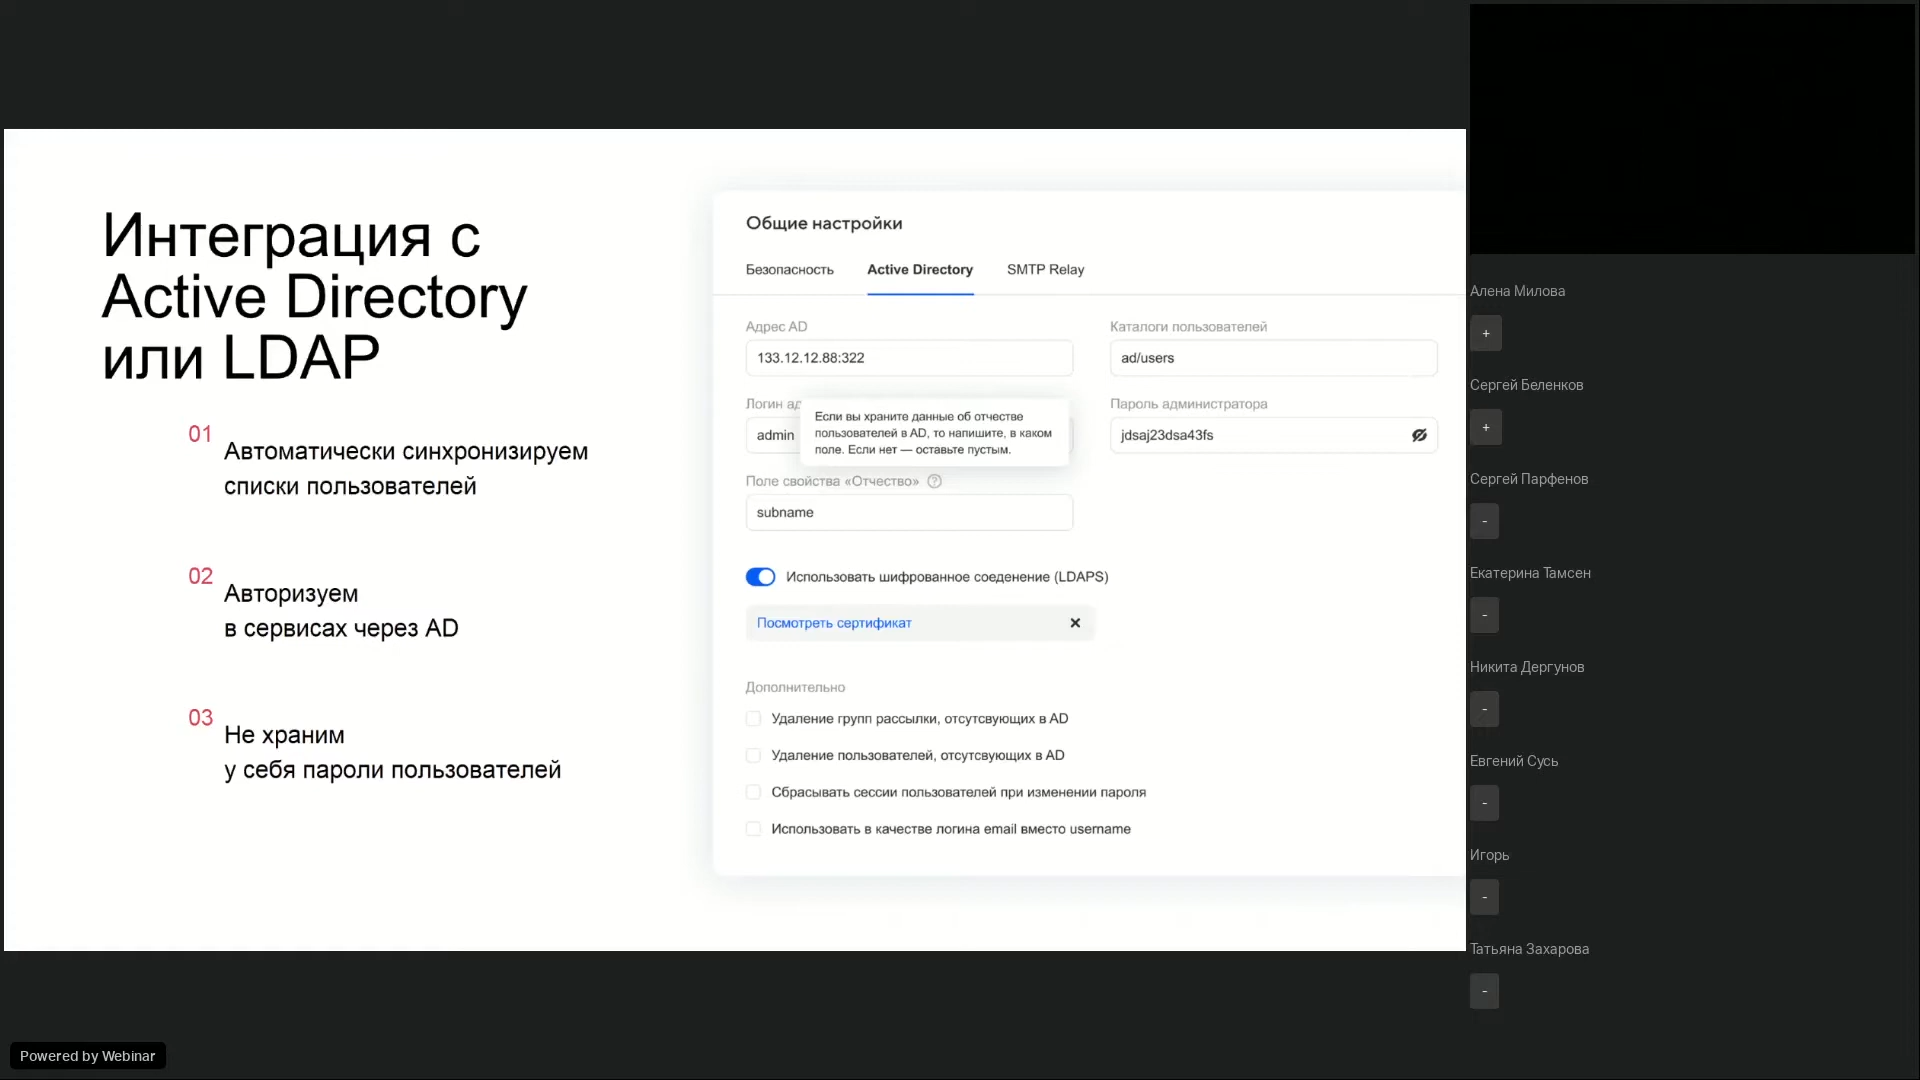 Интеграция с
Active Directory
или LDAP
01
Автоматически синхронизируем
списки пользователей
02
Авторизуем
в сервисах через AD
03
Не храним
у себя пароли пользователей
Общие настройки
Безопасность
Active Directory
SMTP Relay
Адрес AD
133.12.12.88:322
Каталоги пользователей
ad/users
Логин ад
admin
Если вы храните данные об отчестве
пользователей в AD, то напишите, в каком
поле. Если нет — оставьте пустым.
Пароль администратора
jdsaj23dsa43fs
Поле свойства «Отчество» ?
subname
Использовать шифрованное соеденение (LDAPS)
Посмотреть сертификат
Дополнительно
Удаление групп рассылки, отсутсвующих в AD
Удаление пользователей, отсутсвующих в AD
Сбрасывать сессии пользователей при изменении пароля
Использовать в качестве логина email вместо username
Алена Милова
+
Сергей Беленков
+
Сергей Парфенов
-
Екатерина Тамсен
-
Никита Дергунов
-
Евгений Сусь
-
Игорь
-
Татьяна Захарова
-
Powered by Webinar